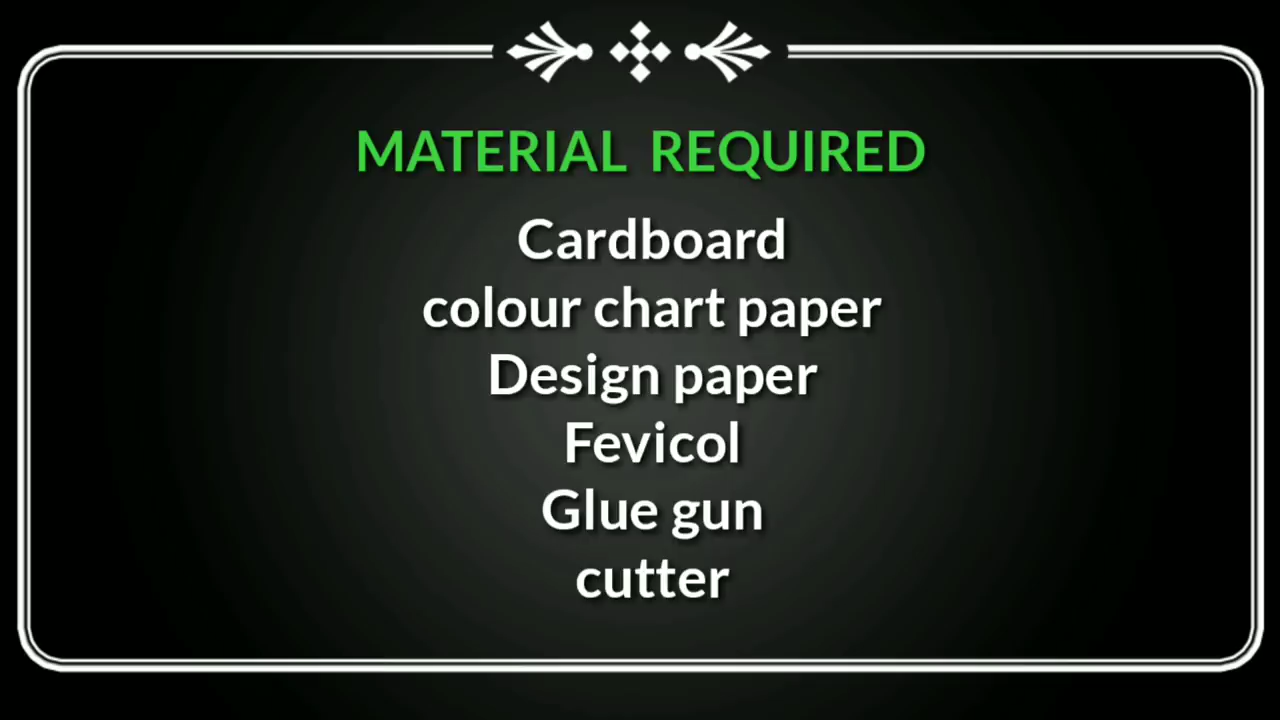 MATERIAL REQUIRED
Cardboard
colour chart paper
Design paper
Fevicol
Glue gun
cutter